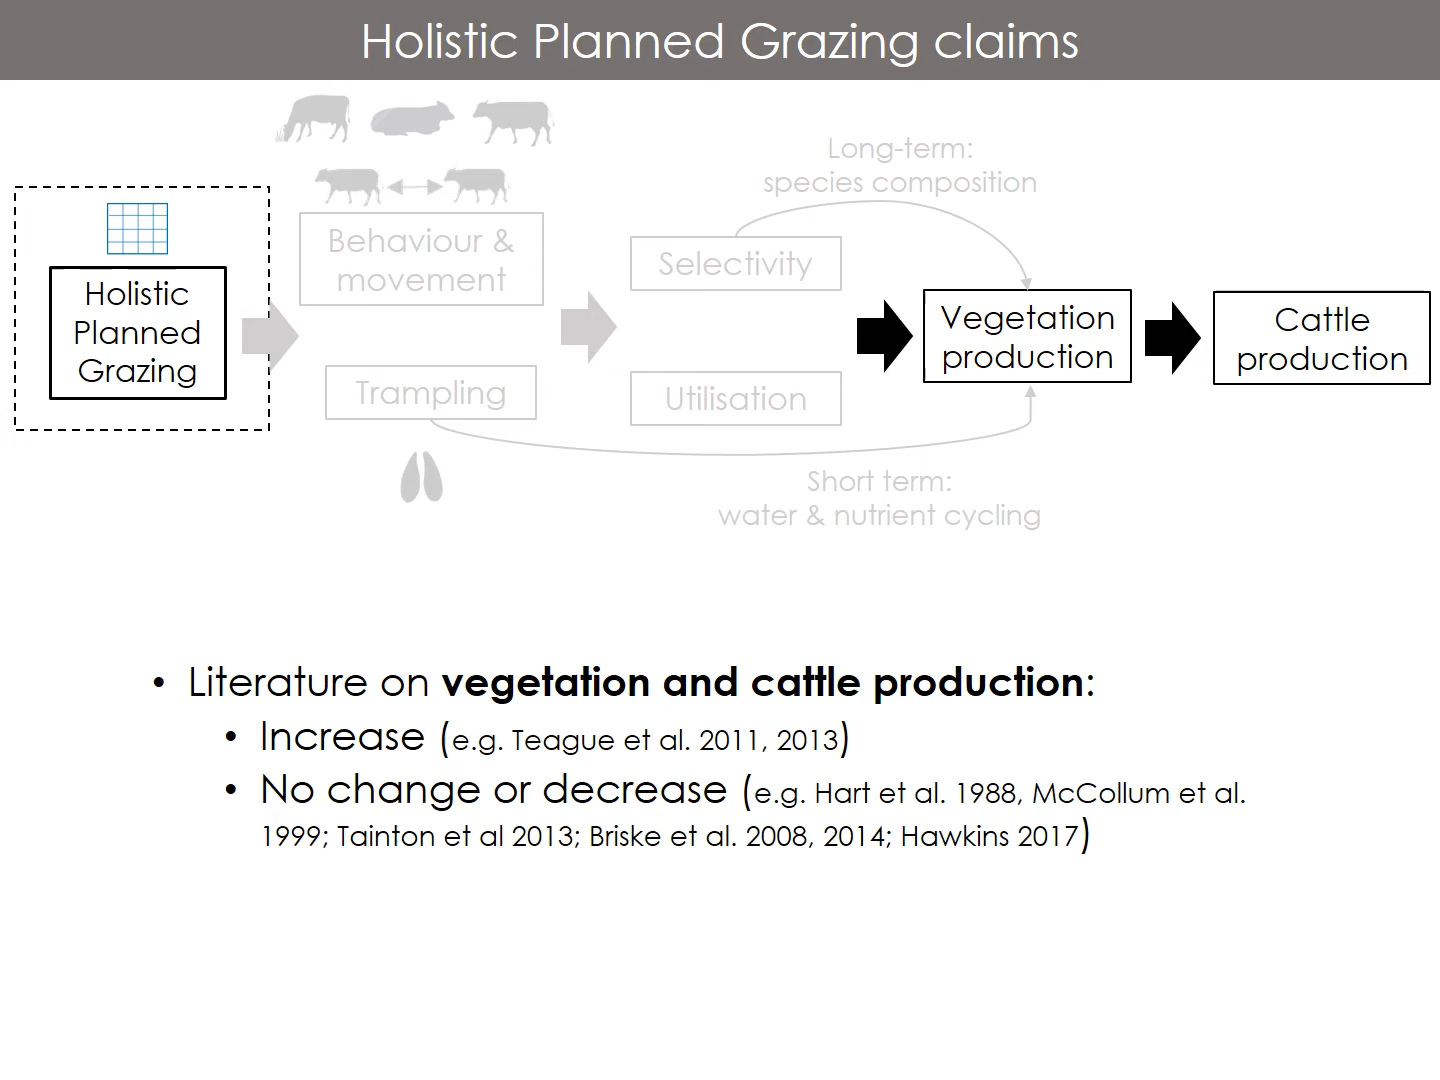 Holistic Planned Grazing claims
Long-term:
species composition
Behaviour &
movement
Selectivity
Holistic
Planned
Grazing
Vegetation
production
Cattle
production
Trampling
Utilisation
Short term:
water & nutrient cycling
• Literature on vegetation and cattle production:
• Increase (e.g. Teague et al. 2011, 2013)
• No change or decrease (e.g. Hart et al. 1988, McCollum et al.
1999; Tainton et al 2013; Briske et al. 2008, 2014; Hawkins 2017)